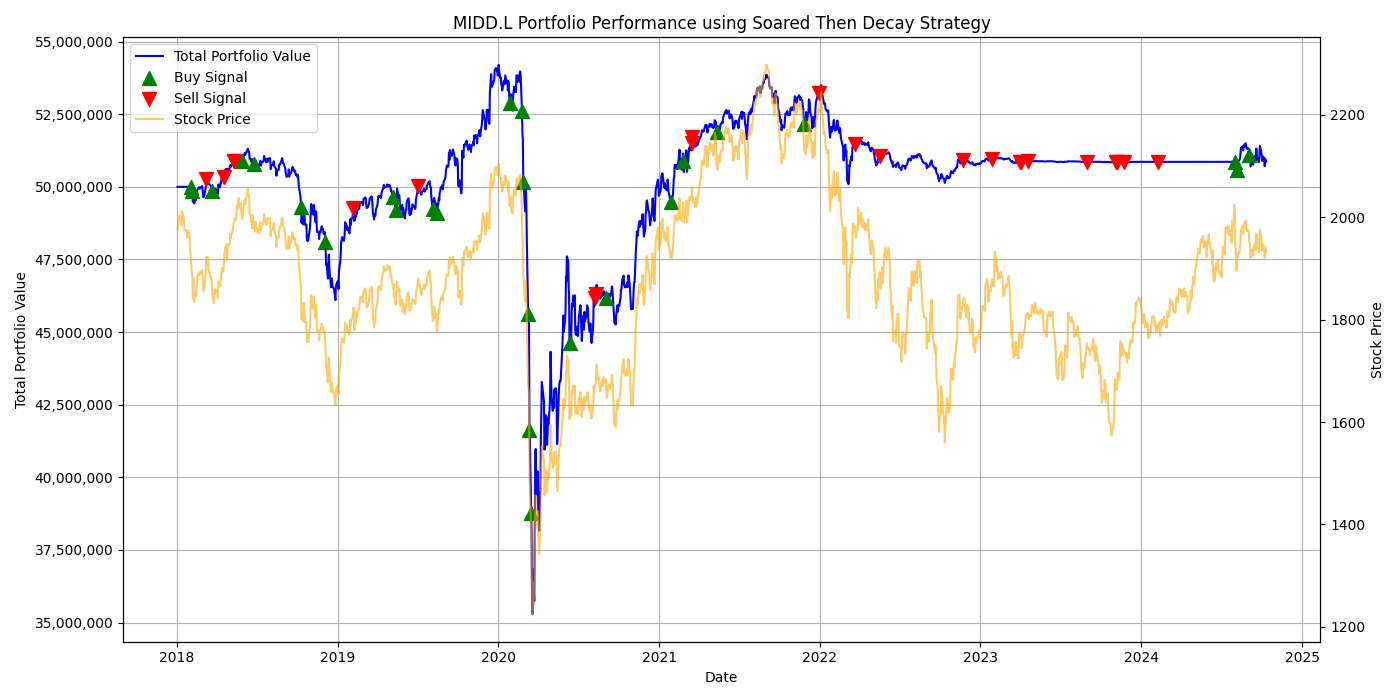 MIDD.L Portfolio Performance using Soared Then Decay Strategy
Total Portfolio Value
Buy Signal
Sell Signal
Stock Price
55,000,000
52,500,000
50,000,000
47,500,000
45,000,000
42,500,000
40,000,000
37,500,000
35,000,000
Total Portfolio Value
2200
2000
1800
1600
1400
1200
Stock Price
2018
2019
2020
2021
2022
2023
2024
2025
Date